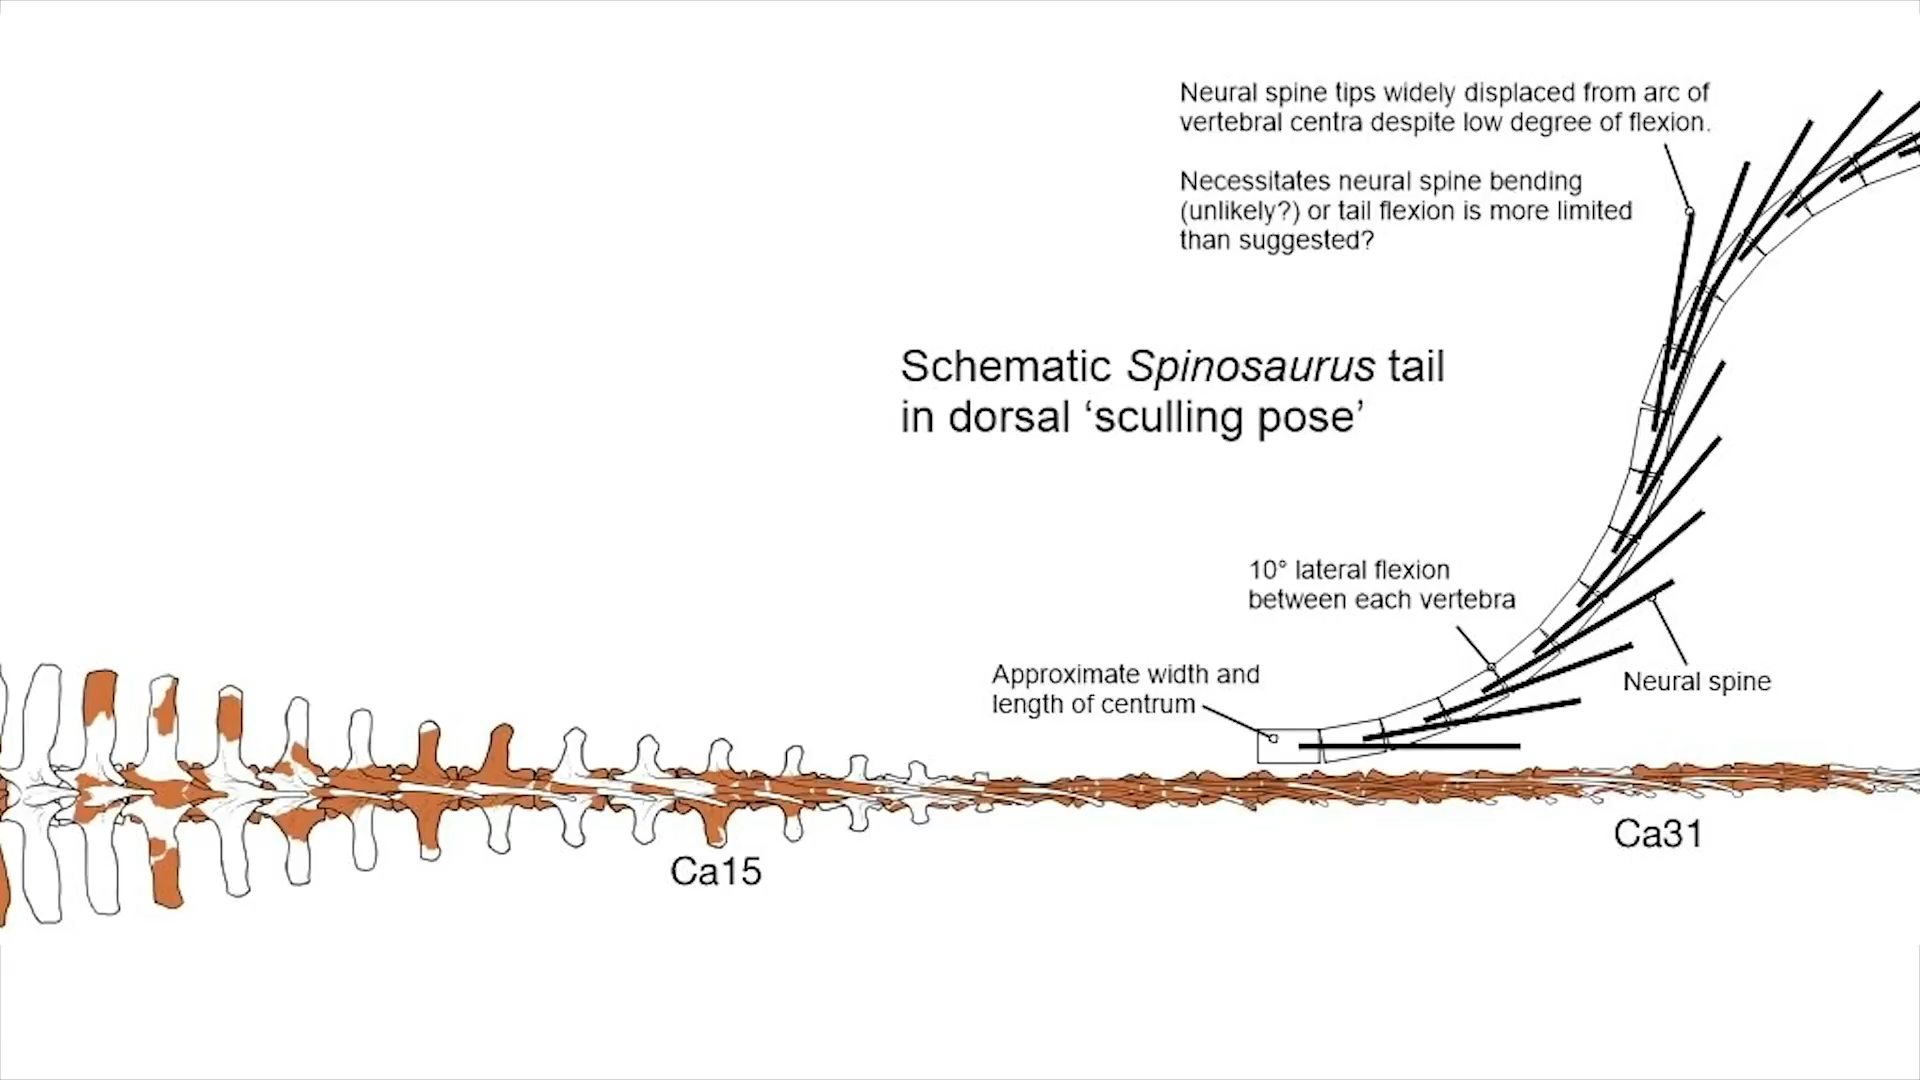 Neural spine tips widely displaced from arc of
vertebral centra despite low degree of flexion.
Necessitates neural spine bending
(unlikely?) or tail flexion is more limited
than suggested?
Schematic Spinosaurus tail
in dorsal ‘sculling pose’
10° lateral flexion
between each vertebra
Approximate width and
length of centrum
Neural spine
Ca15
Ca31